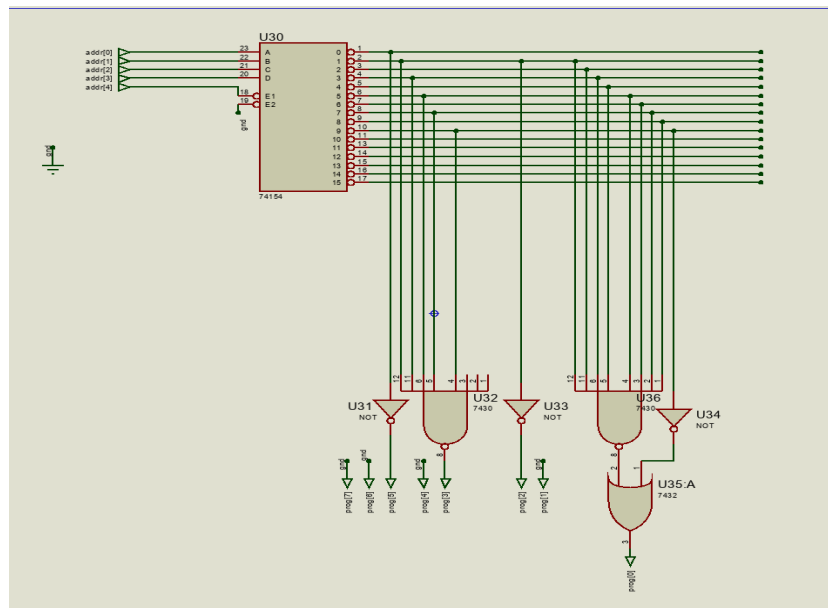 U30
addr[0] 23 A 0 1
addr[1] 22 B 1 2
addr[2] 21 C 2 3
addr[3] 20 D 3 4
addr[4] 4 5
18 E1 5 6
19 E2 6 7
7 8
gnd 8 9
9 10
10 11
11 13
12 14
13 15
14 16
15 17
gnd
74154
12 11 6 5 4 3 2 1
12 11 6 5 4 3 2 1
U31
NOT
U32
7430
U33
NOT
U36
7430
U34
NOT
8
8
gnd gnd gnd gnd
2 1
prog[7] prog[6] prog[5] prog[4] prog[3] prog[2] prog[1]
U35:A
7432
3
prog[0]